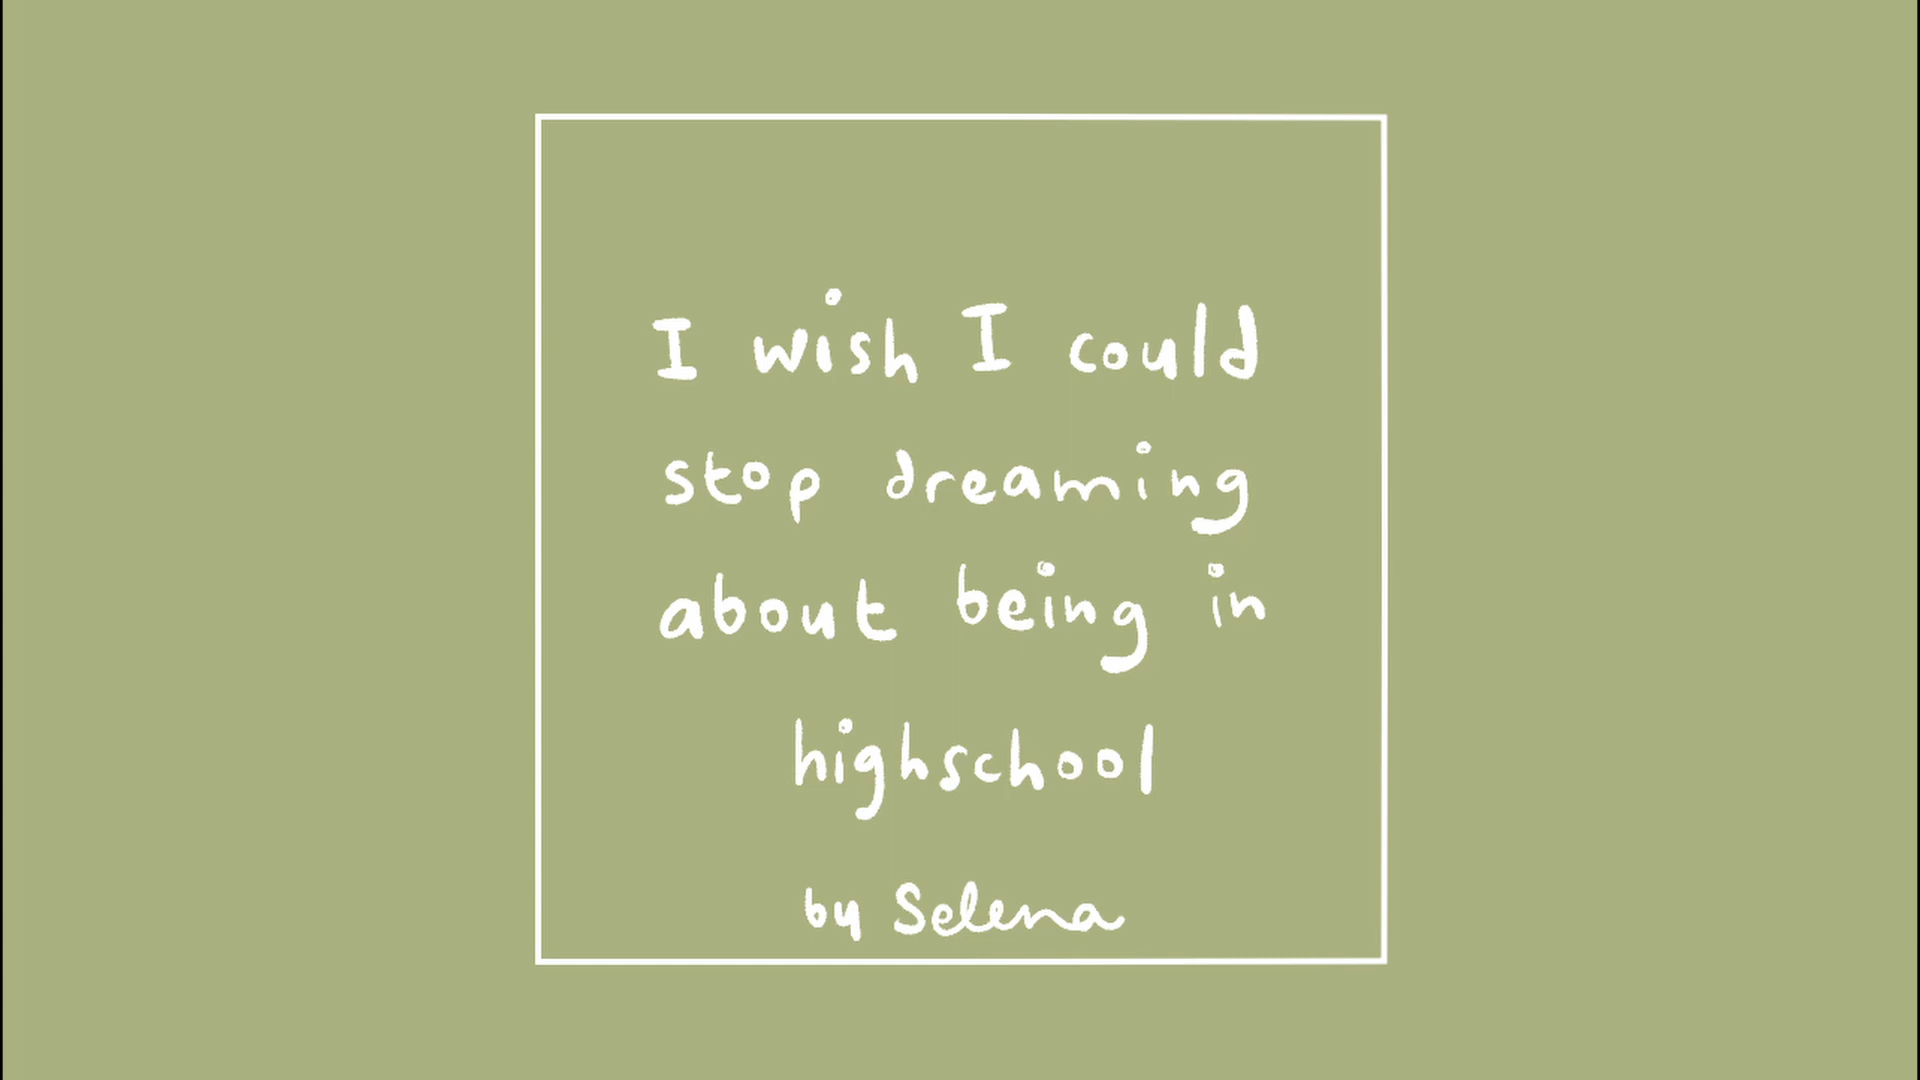 I wish I could
stop dreaming
about being in
highschool
by Selena